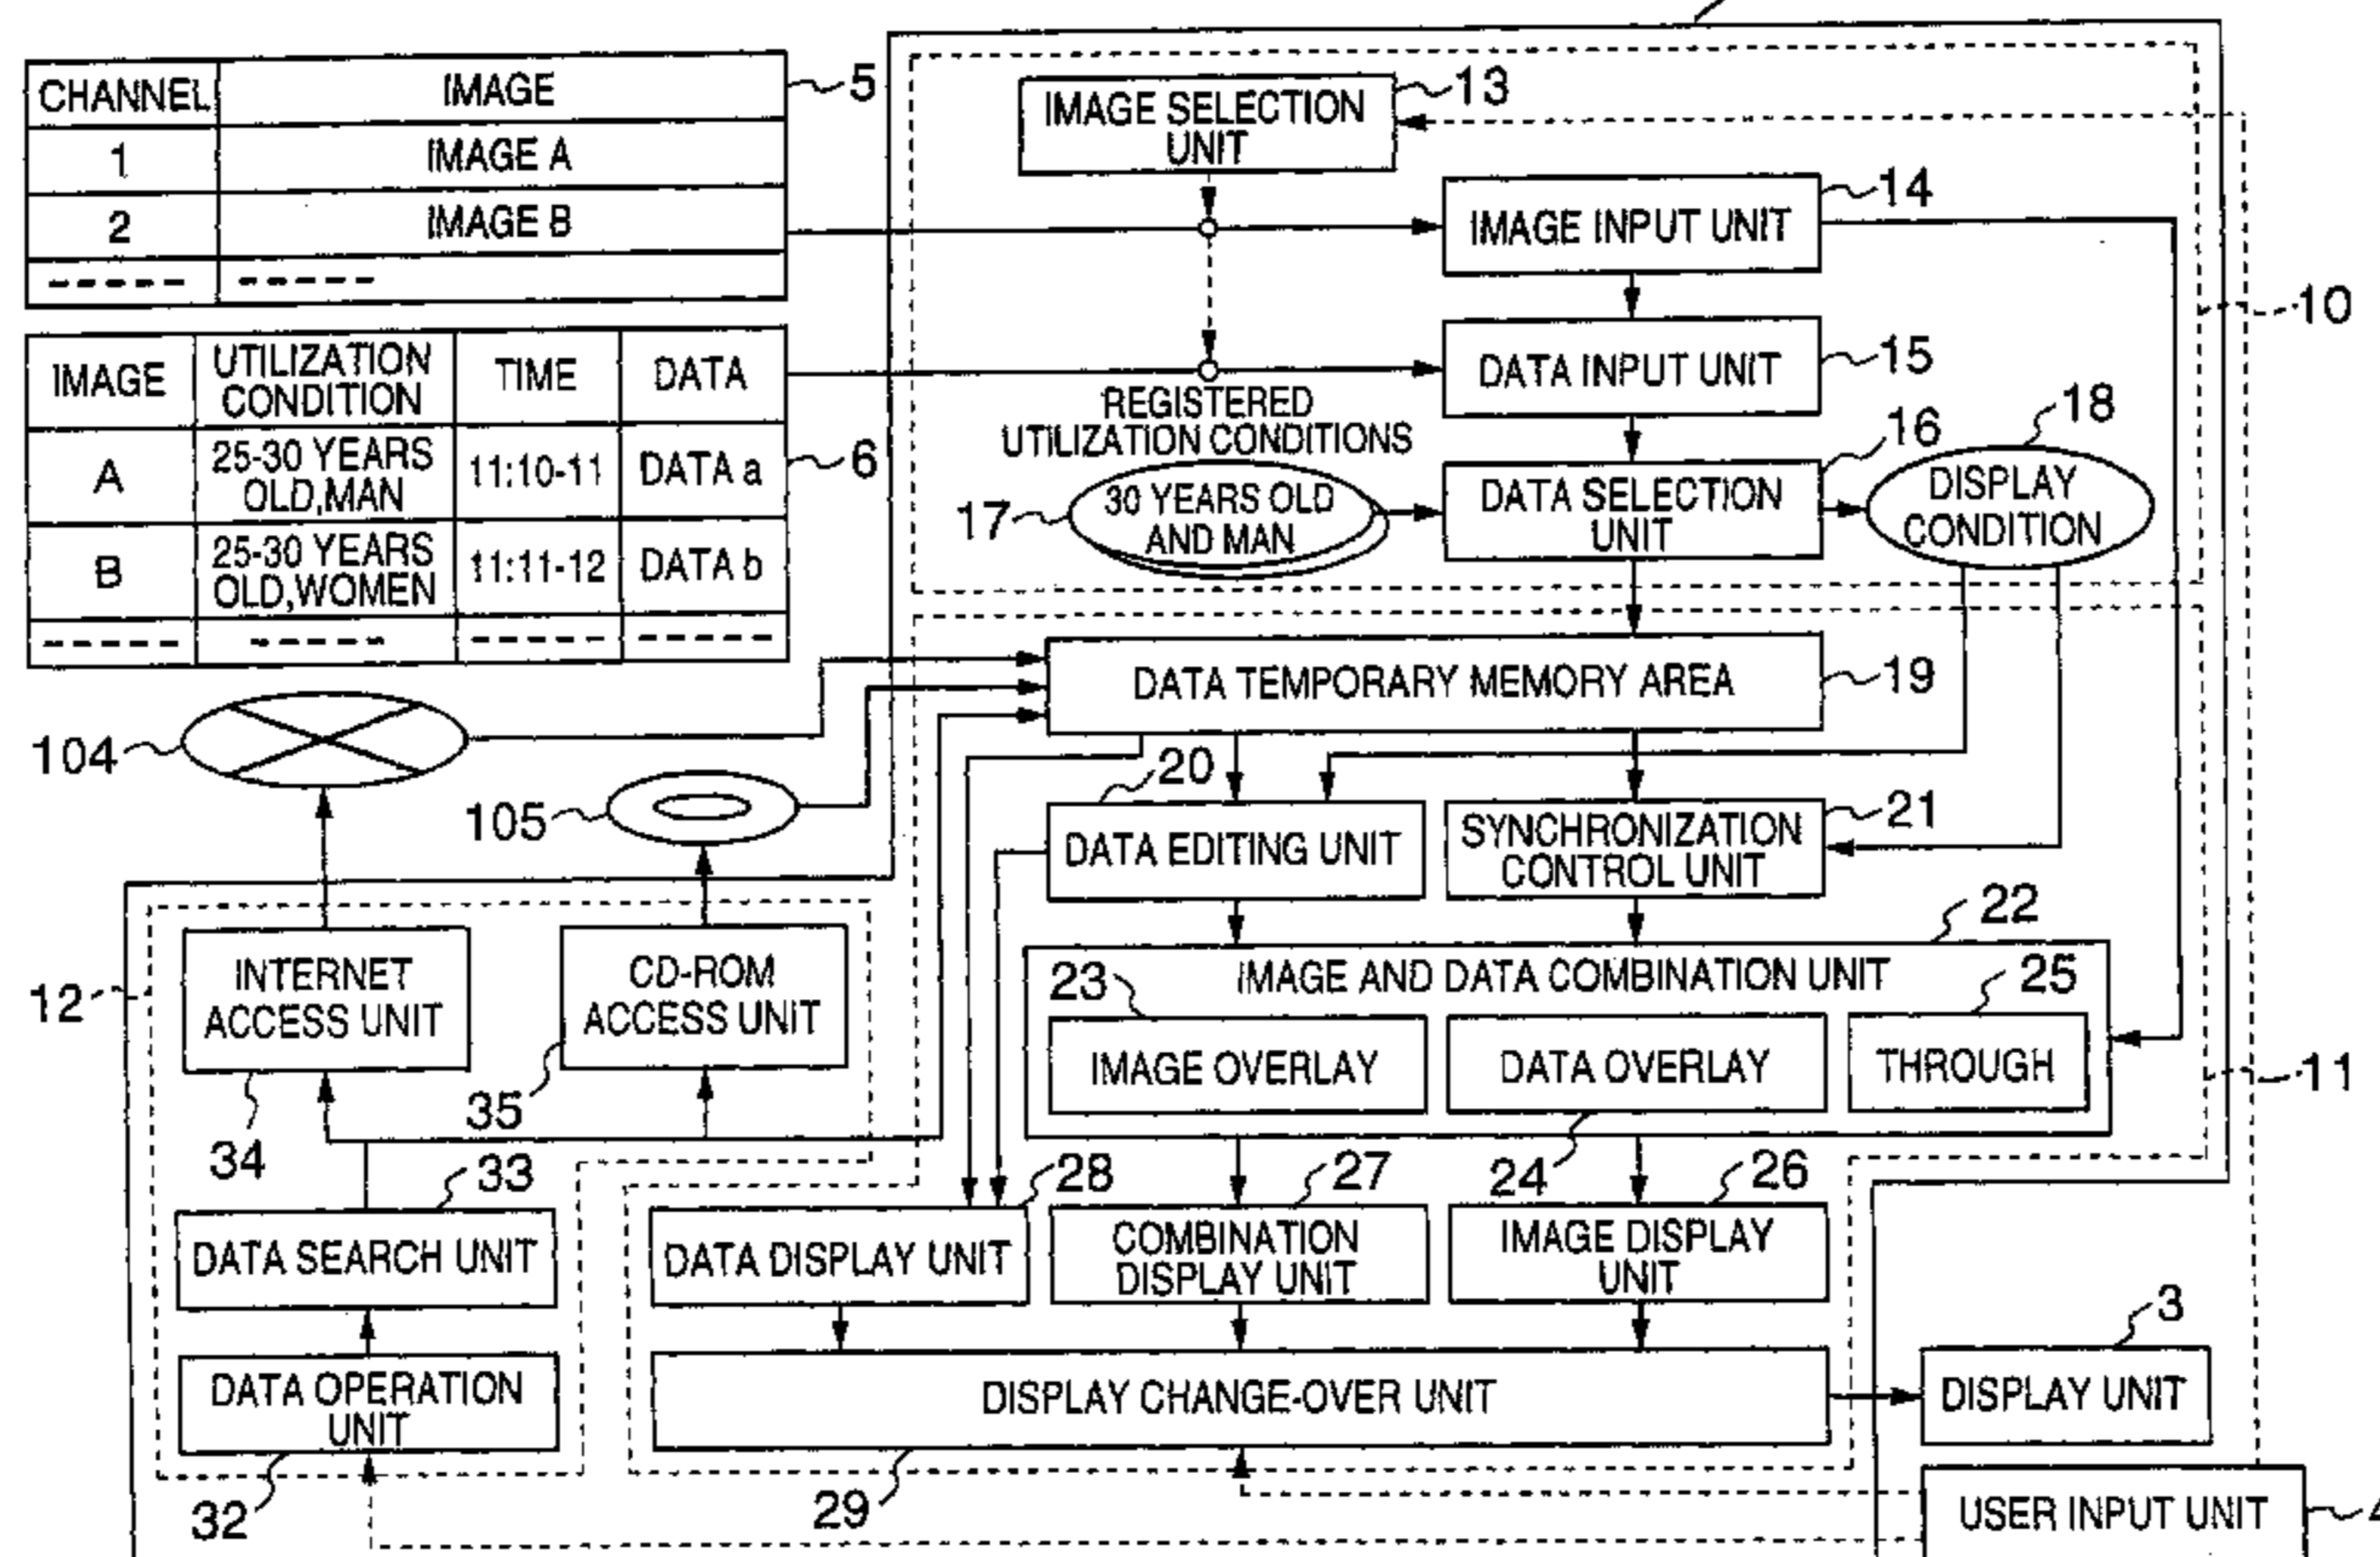 CHANNEL IMAGE
5
1 IMAGE A
2 IMAGE B
IMAGE UTILIZATION CONDITION TIME DATA
A 25-30 YEARS OLD,MAN 11:10-11 DATA a
6
B 25-30 YEARS OLD,WOMEN 11:11-12 DATA b
IMAGE SELECTION
UNIT
13
IMAGE INPUT UNIT
14
10
DATA INPUT UNIT
15
REGISTERED
UTILIZATION CONDITIONS
17
30 YEARS OLD
AND MAN
DATA SELECTION
UNIT
16
18
DISPLAY
CONDITION
DATA TEMPORARY MEMORY AREA
19
104
105
20
DATA EDITING UNIT
SYNCHRONIZATION
CONTROL UNIT
21
22
IMAGE AND DATA COMBINATION UNIT
23
25
IMAGE OVERLAY
DATA OVERLAY
THROUGH
24
11
12
INTERNET
ACCESS UNIT
34
CD-ROM
ACCESS UNIT
35
33
DATA SEARCH UNIT
DATA OPERATION
UNIT
32
28
DATA DISPLAY UNIT
27
COMBINATION
DISPLAY UNIT
26
IMAGE DISPLAY
UNIT
DISPLAY CHANGE-OVER UNIT
29
3
DISPLAY UNIT
USER INPUT UNIT
4